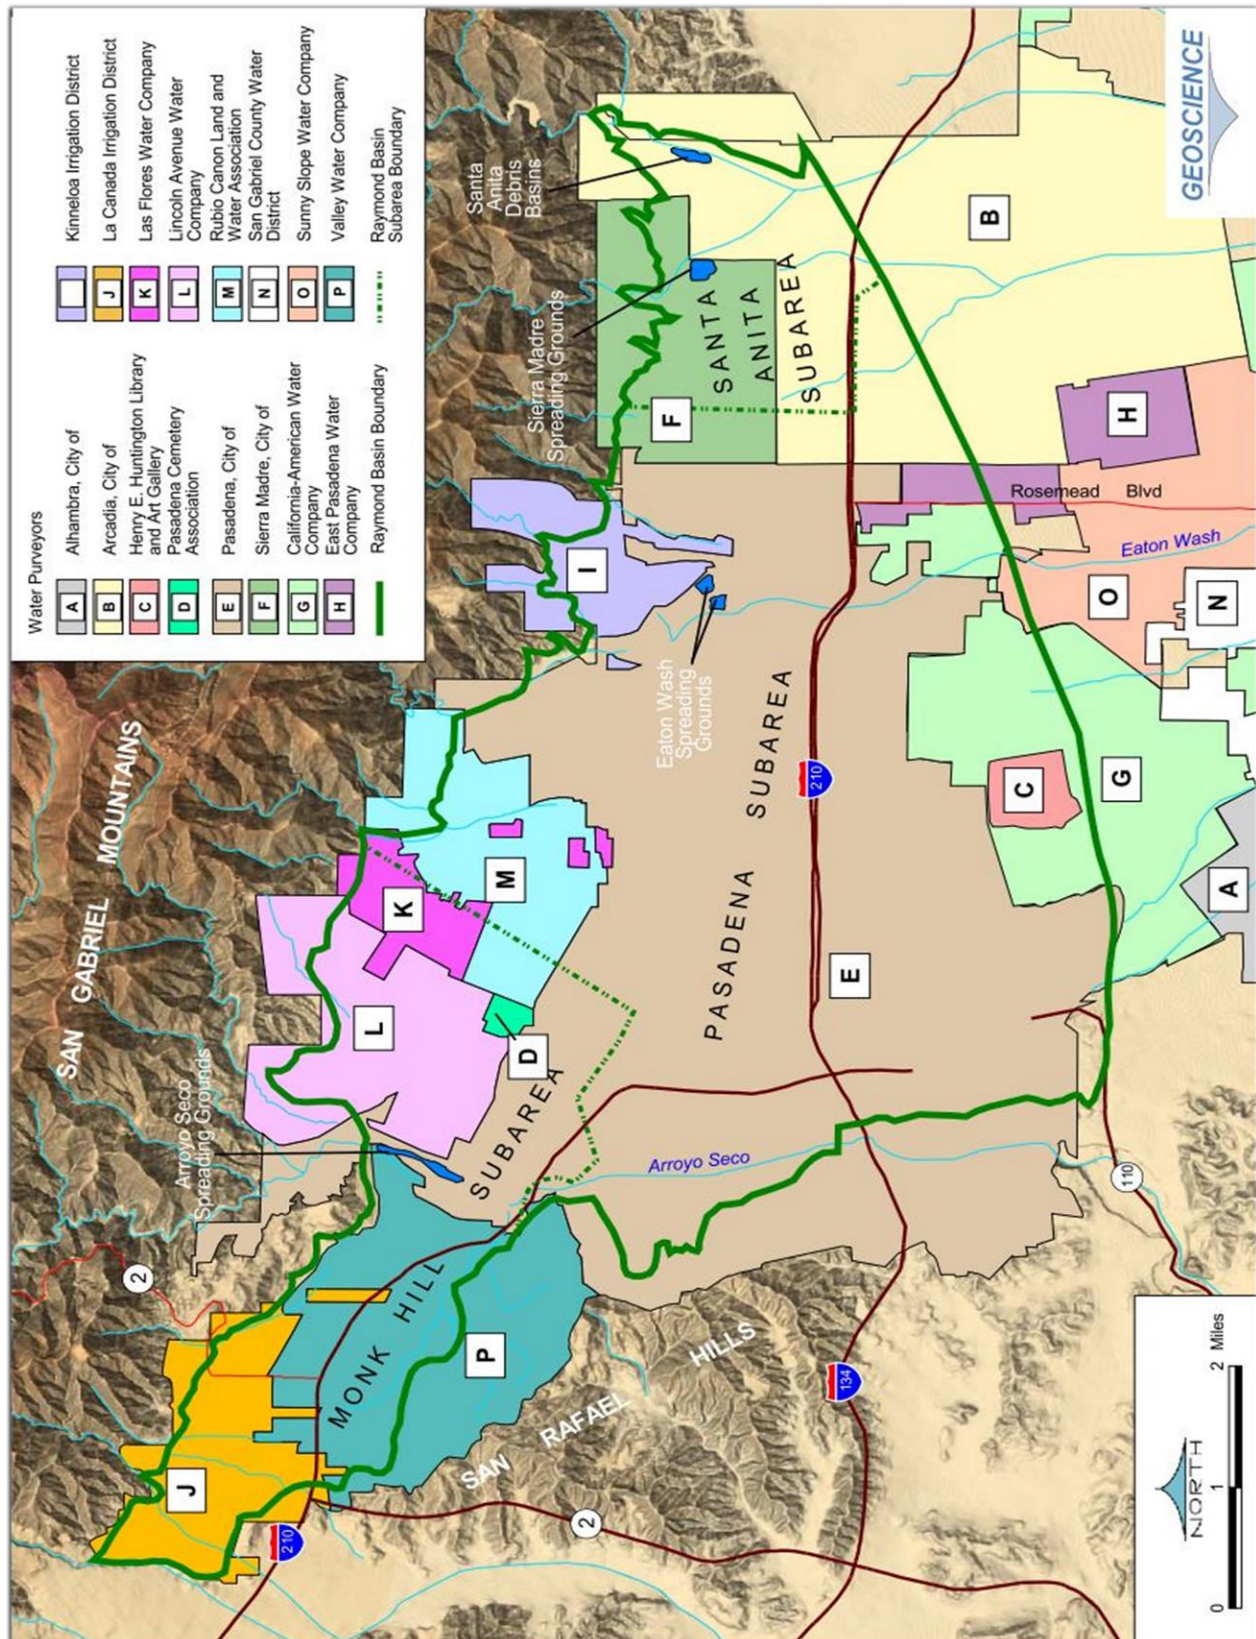 Water Purveyors
A
Alhambra, City of
B
Arcadia, City of
C
Henry E. Huntington Library
and Art Gallery
D
Pasadena Cemetery
Association
E
Pasadena, City of
F
Sierra Madre, City of
G
California-American Water
Company
H
East Pasadena Water
Company
Raymond Basin Boundary
Kinneloa Irrigation District
J
La Canada Irrigation District
K
Las Flores Water Company
L
Lincoln Avenue Water
Company
M
Rubio Canon Land and
Water Association
N
San Gabriel County Water
District
O
Sunny Slope Water Company
P
Valley Water Company
Raymond Basin
Subarea Boundary
SAN GABRIEL MOUNTAINS
Arroyo Seco
Spreading Grounds
2
J
210
MONK HILL
SUBAREA
P
L
K
M
D
I
Eaton Wash
Spreading
Grounds
Sierra Madre
Spreading Grounds
Santa
Anita
Debris
Basins
F
SANTA
ANITA
SUBAREA
PASADENA SUBAREA
210
E
Arroyo Seco
SAN RAFAEL HILLS
2
134
110
C
G
A
H
Rosemead Blvd
Eaton Wash
O
N
B
NORTH
0 1 2 Miles
GEOSCIENCE